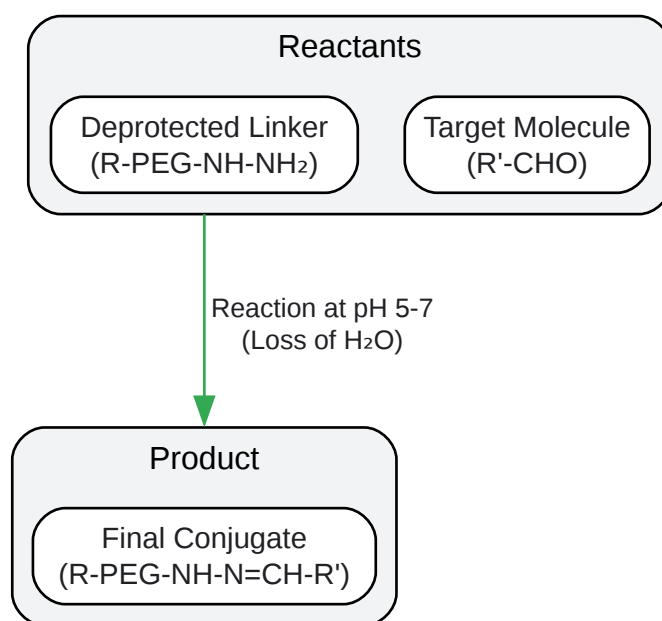 Reactants
Deprotected Linker
(R-PEG-NH-NH₂)
Target Molecule
(R'-CHO)
Reaction at pH 5-7
(Loss of H₂O)
Product
Final Conjugate
(R-PEG-NH-N=CH-R')